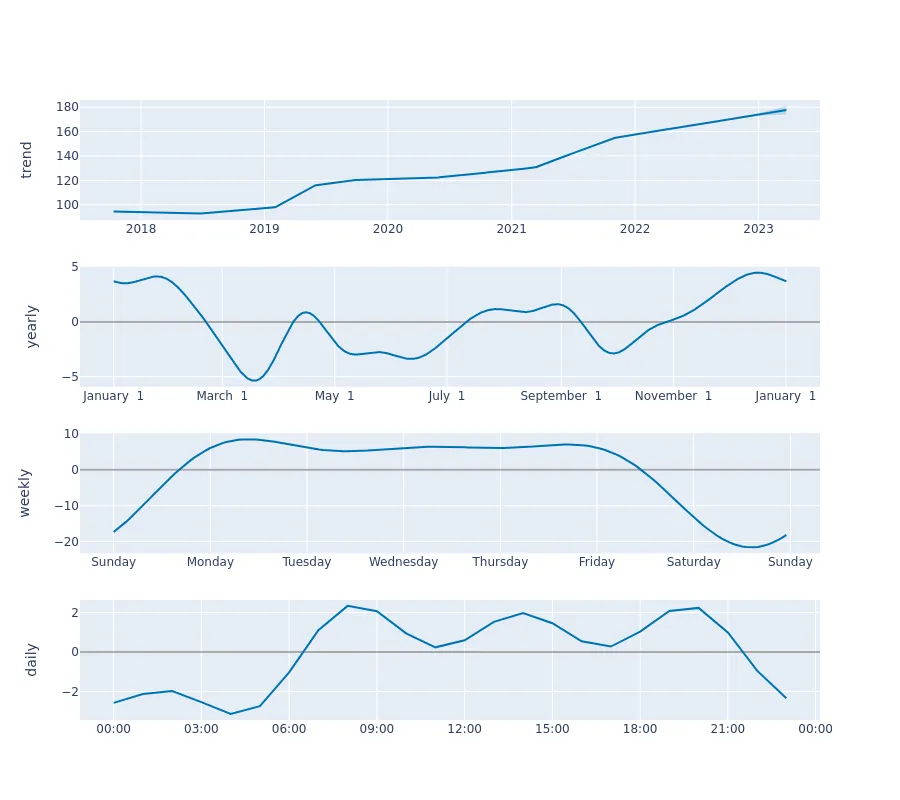 180
160
140
120
100
trend
2018 2019 2020 2021 2022 2023
5
0
−5
yearly
January 1 March 1 May 1 July 1 September 1 November 1 January 1
10
0
−10
−20
weekly
Sunday Monday Tuesday Wednesday Thursday Friday Saturday Sunday
2
0
−2
daily
00:00 03:00 06:00 09:00 12:00 15:00 18:00 21:00 00:00